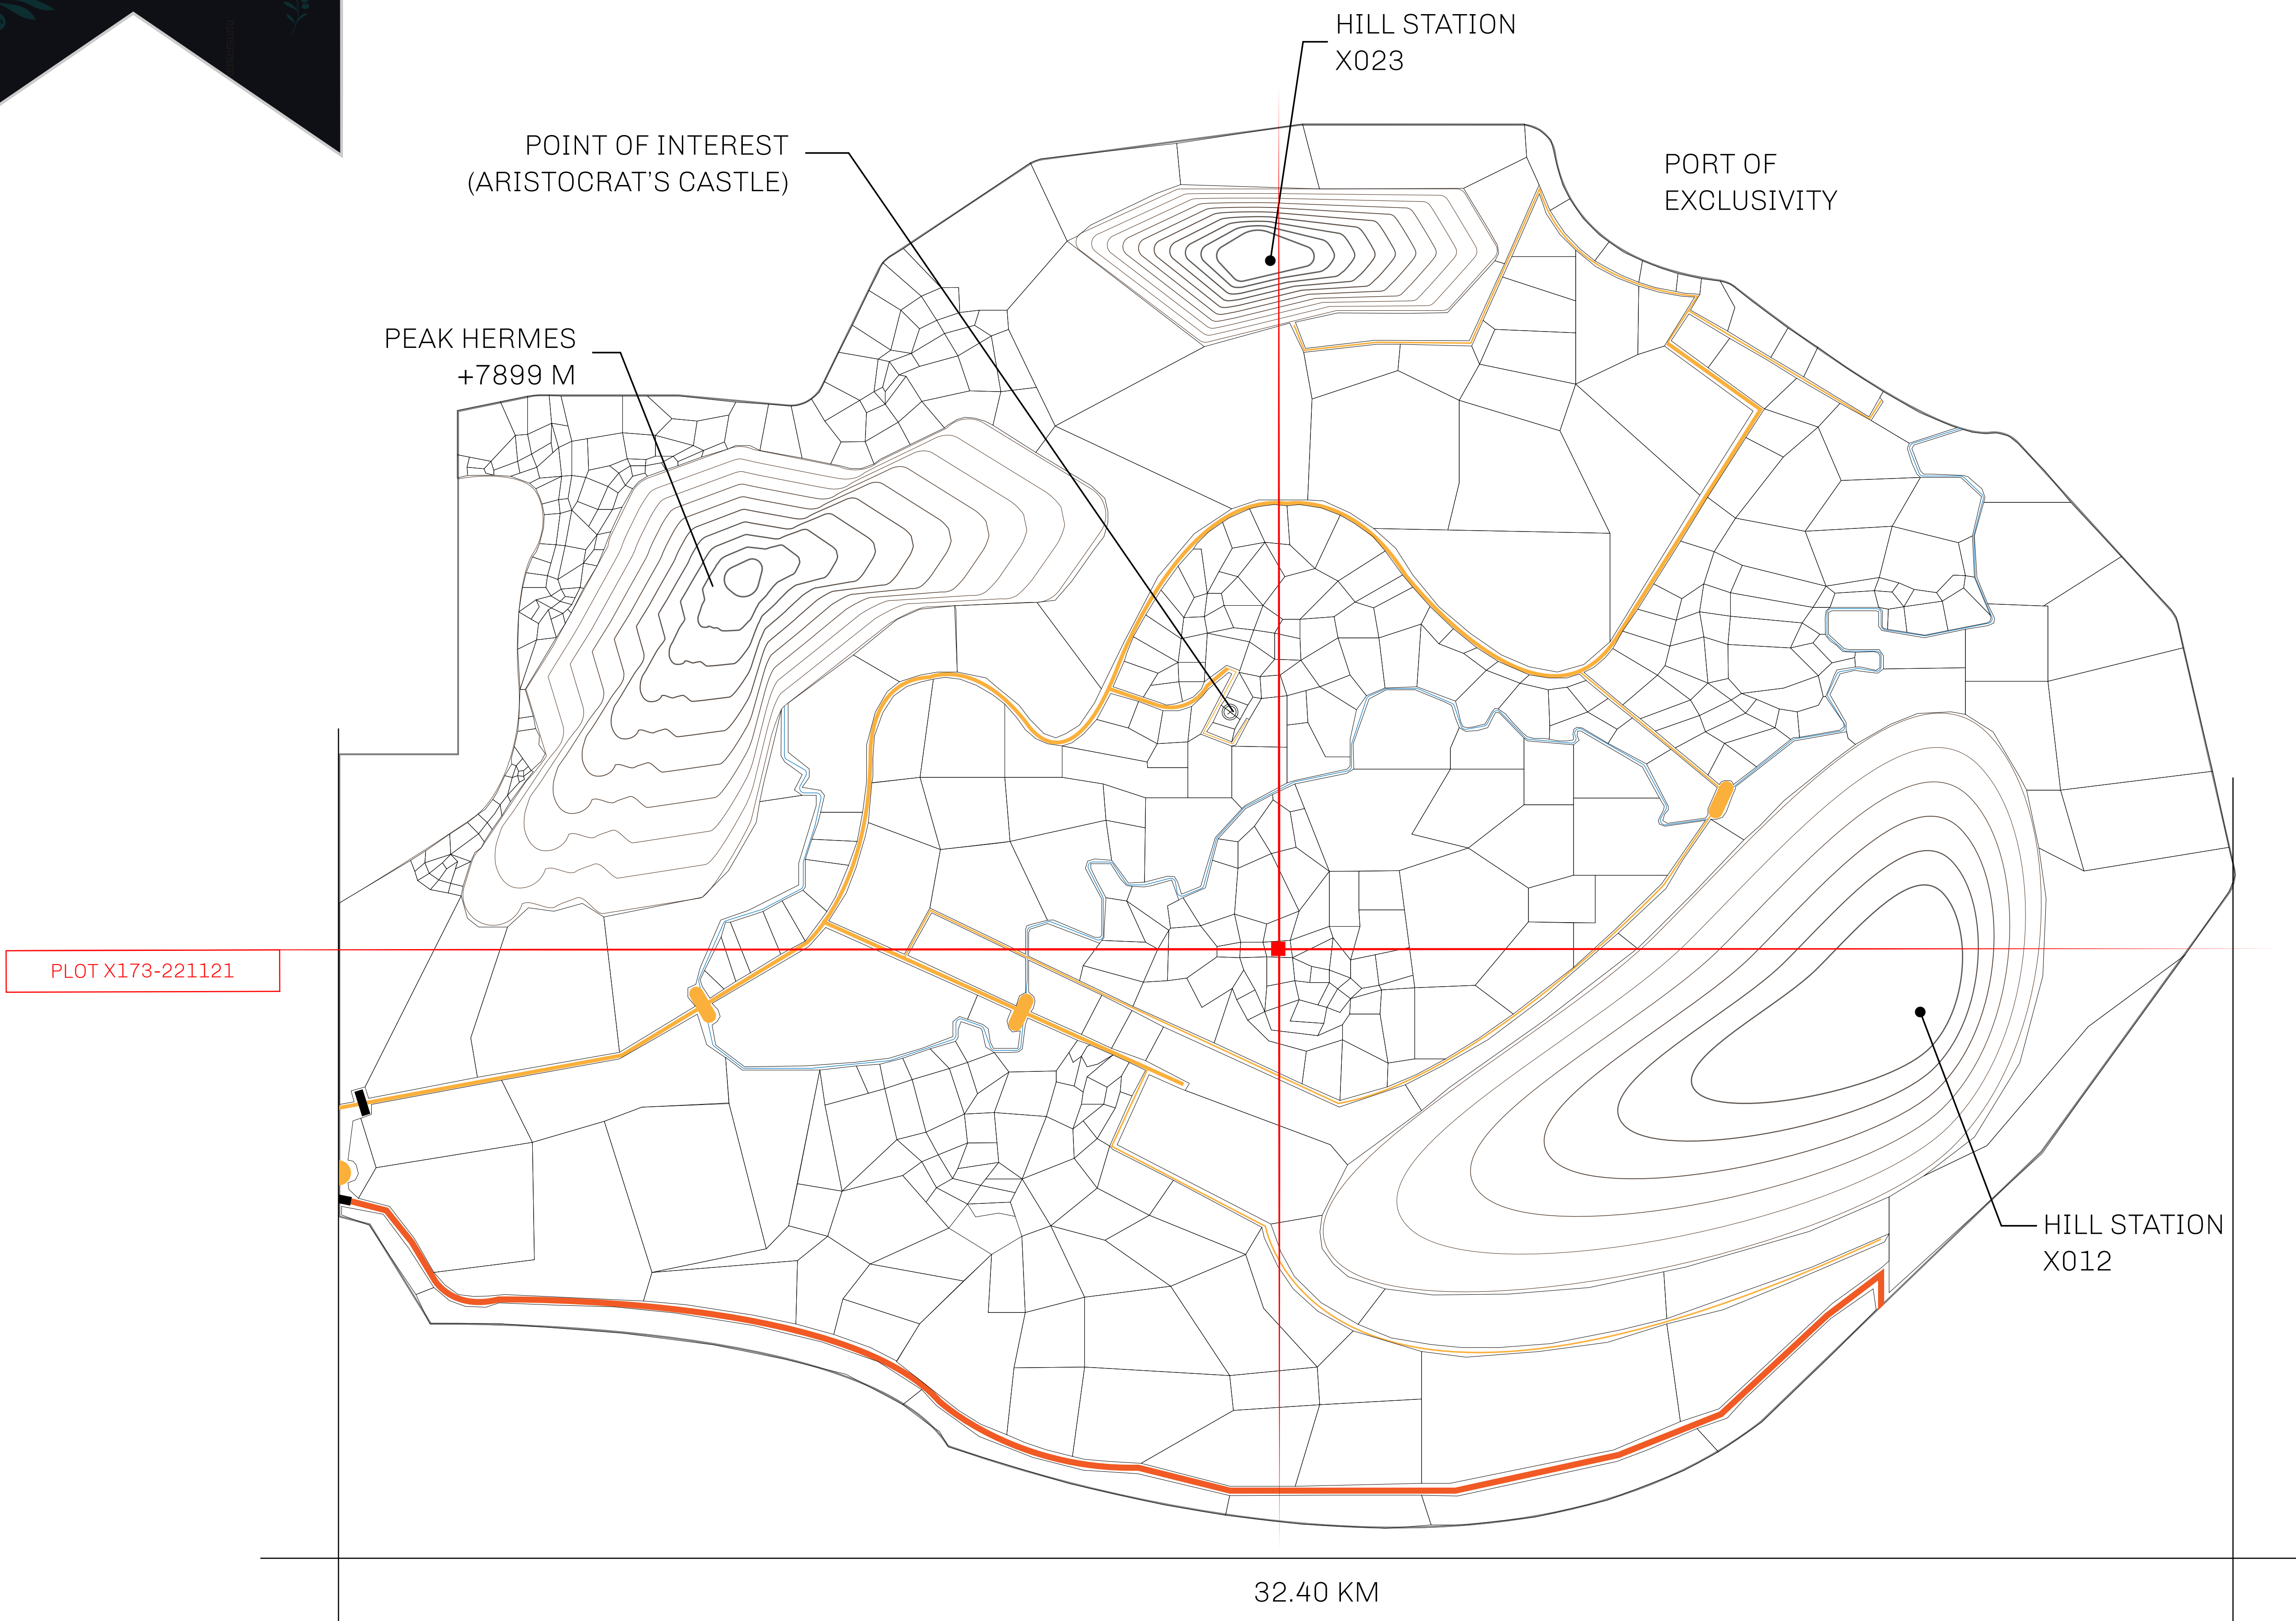 HILL STATION
X023
POINT OF INTEREST
(ARISTOCRAT'S CASTLE)
PORT OF
EXCLUSIVITY
PEAK HERMES
+7899 M
PLOT X173-221121
HILL STATION
X012
32.40 KM